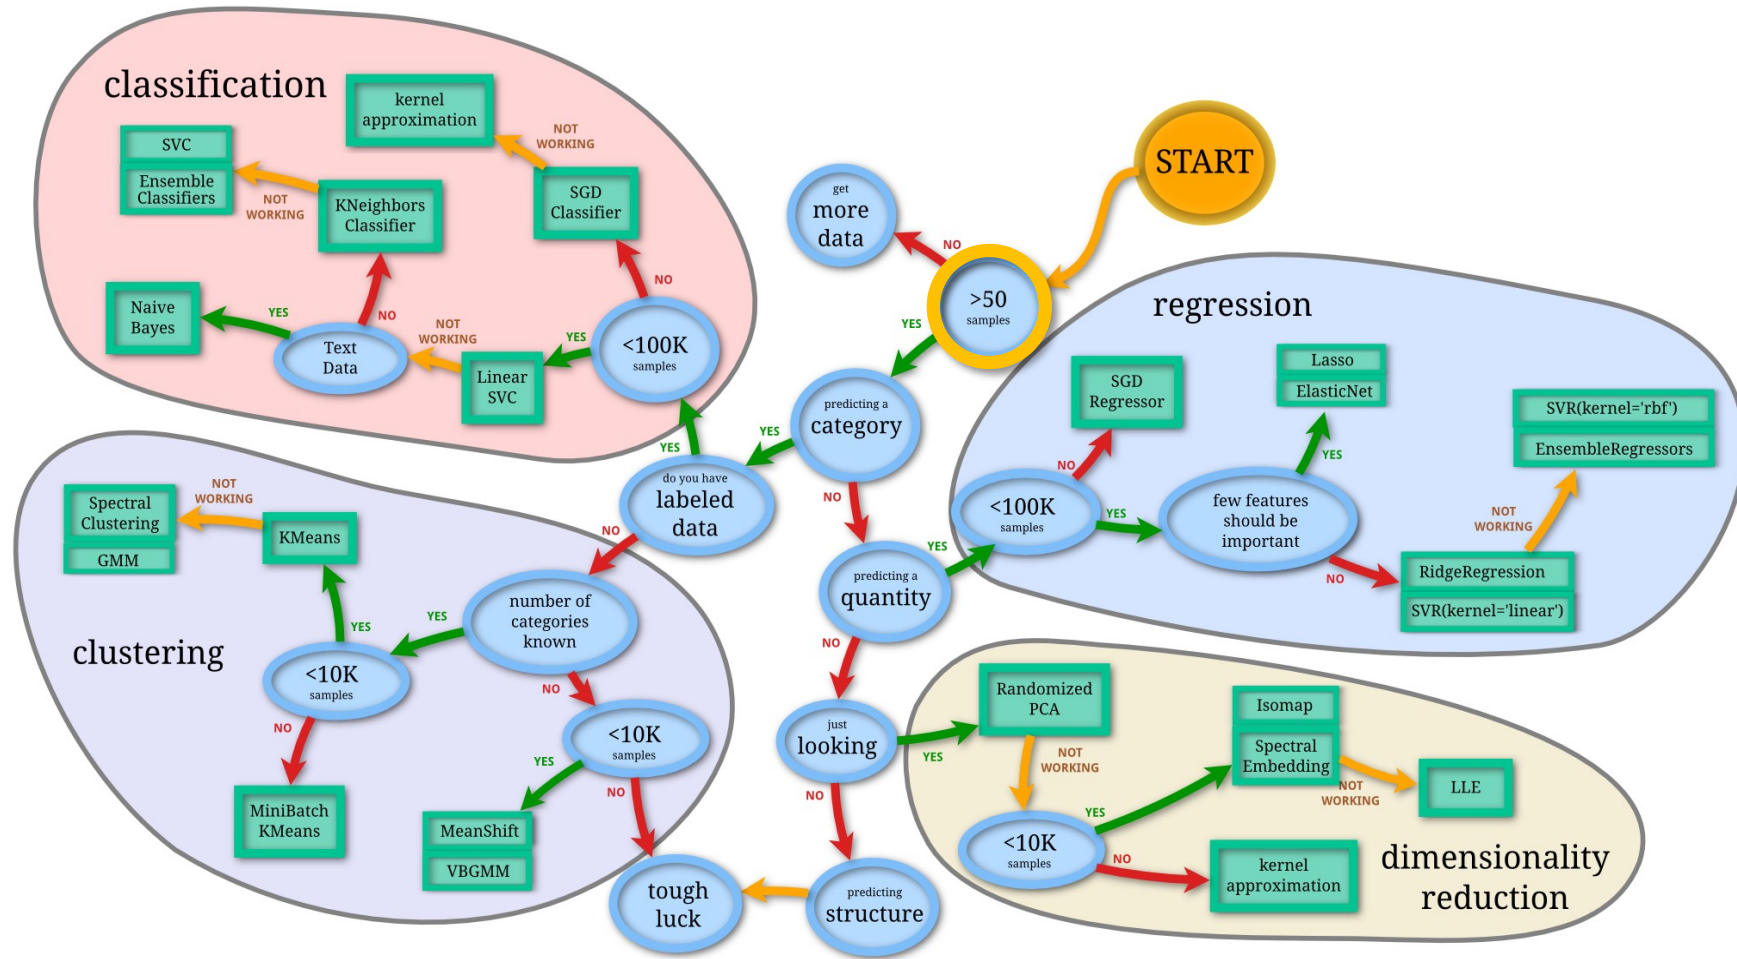 classification
kernel
approximation
NOT
WORKING
SVC
Ensemble
Classifiers
NOT
WORKING
KNeighbors
Classifier
SGD
Classifier
NO
Naive
Bayes
YES
NO
Text
Data
NOT
WORKING
Linear
SVC
YES
<100K
samples
START
get
more
data
NO
>50
samples
YES
predicting a
category
YES
YES
do you have
labeled
data
NO
NO
predicting a
quantity
YES
NO
just
looking
YES
NO
predicting
structure
tough
luck
regression
SGD
Regressor
NO
<100K
samples
YES
few features
should be
important
YES
Lasso
ElasticNet
NO
SVR(kernel='rbf')
EnsembleRegressors
NOT
WORKING
RidgeRegression
SVR(kernel='linear')
clustering
Spectral
Clustering
GMM
NOT
WORKING
KMeans
YES
<10K
samples
YES
number of
categories
known
NO
NO
MiniBatch
KMeans
<10K
samples
YES
NO
MeanShift
VBGMM
Randomized
PCA
NOT
WORKING
<10K
samples
YES
Isomap
Spectral
Embedding
NOT
WORKING
LLE
NO
kernel
approximation
dimensionality
reduction